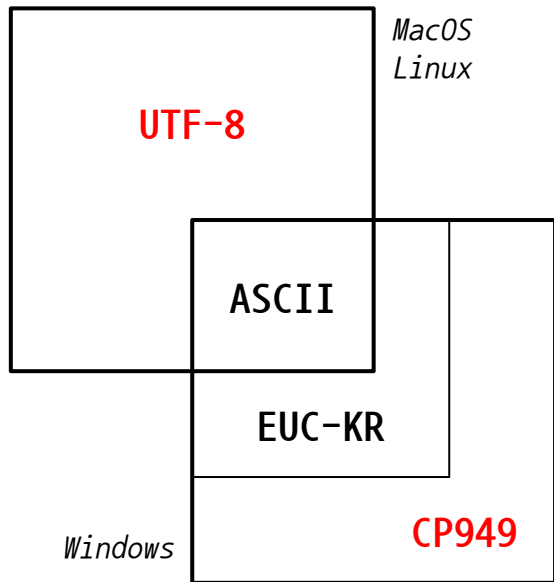 MacOS
Linux
UTF-8
ASCII
EUC-KR
CP949
Windows